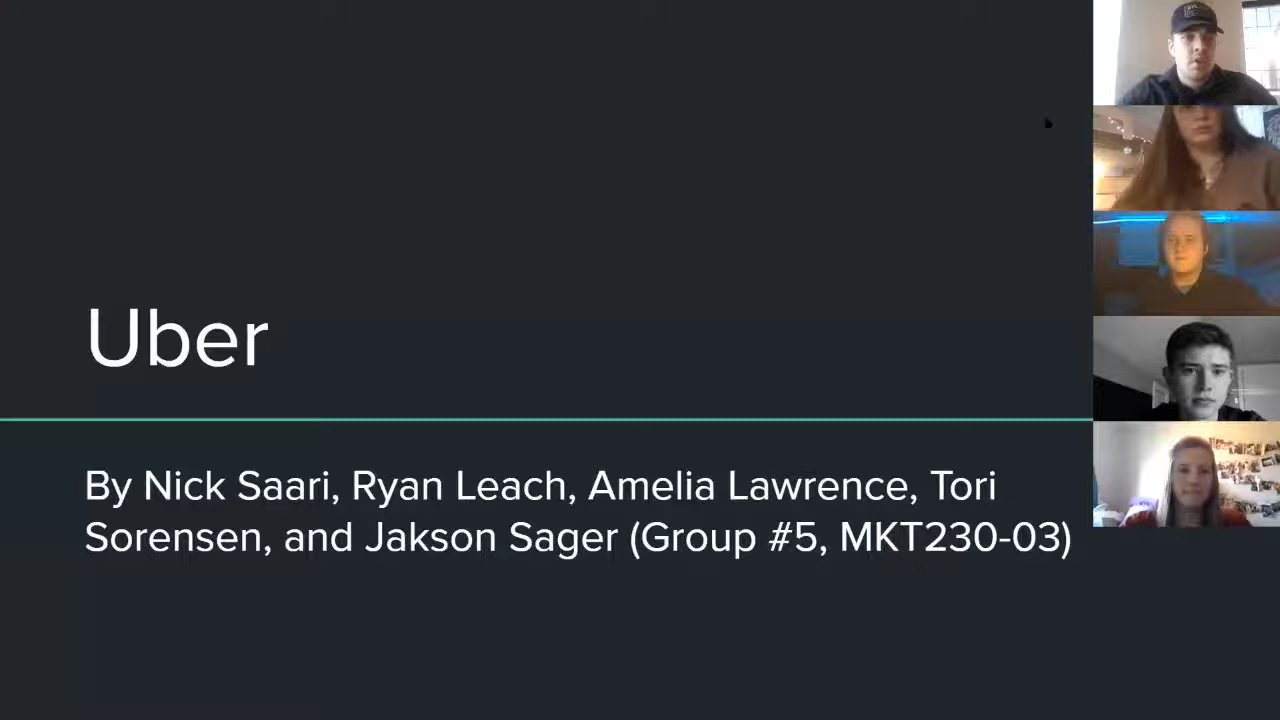 Uber
By Nick Saari, Ryan Leach, Amelia Lawrence, Tori
Sorensen, and Jakson Sager (Group #5, MKT230-03)